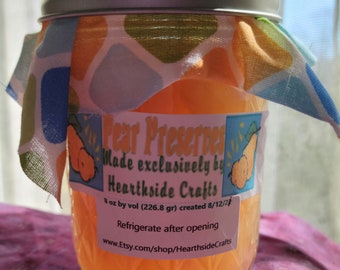 Pear Preserves
Made exclusively by
Hearthside Crafts
8 oz by vol (226.8 gr) created 8/12/2
Refrigerate after opening
www.Etsy.com/shop/HearthsideCrafts